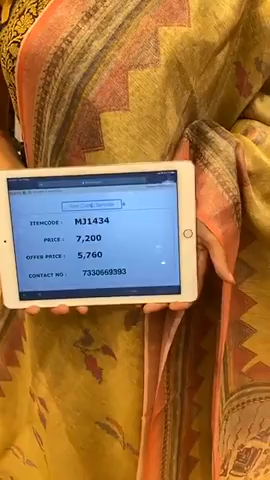 ITEMCODE : MJ1434
PRICE : 7,200
OFFER PRICE : 5,760
CONTACT NO : 7330669393